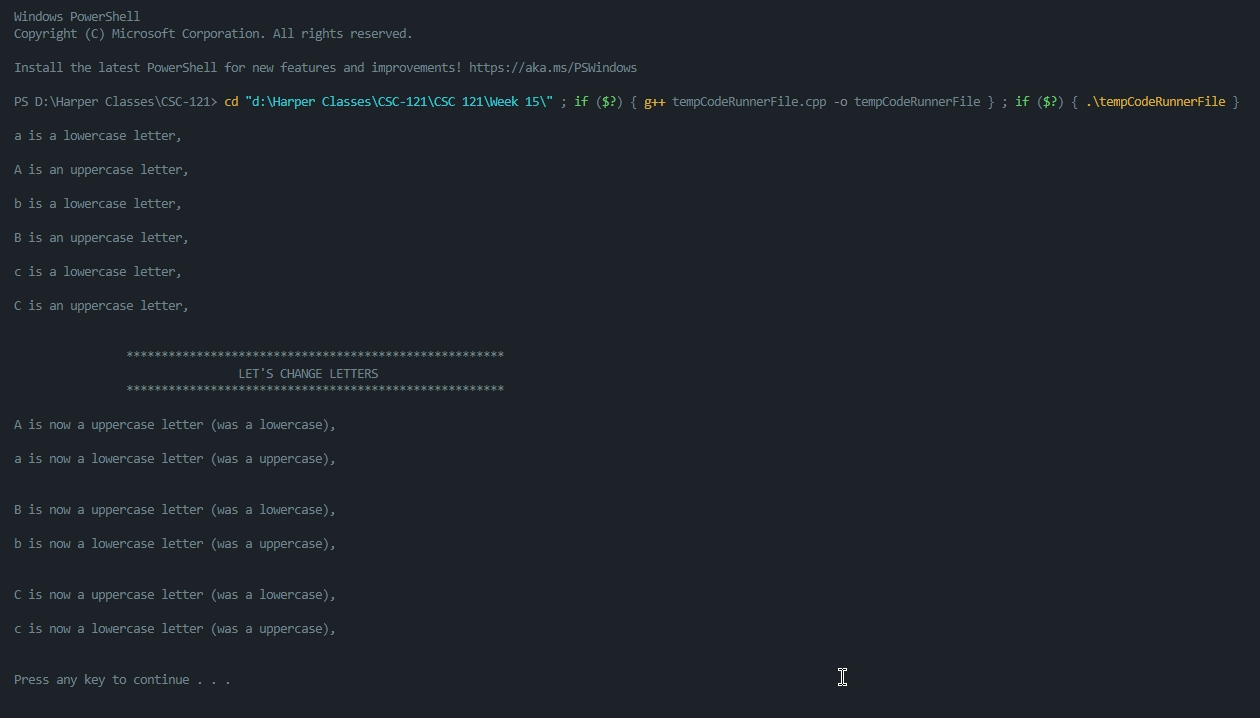 Windows PowerShell
Copyright (C) Microsoft Corporation. All rights reserved.
Install the latest PowerShell for new features and improvements! https://aka.ms/PSWindows
PS D:\Harper Classes\CSC-121> cd "d:\Harper Classes\CSC-121\CSC 121\Week 15\" ; if ($?) { g++ tempCodeRunnerFile.cpp -o tempCodeRunnerFile } ; if ($?) { .\tempCodeRunnerFile }
a is a lowercase letter,
A is an uppercase letter,
b is a lowercase letter,
B is an uppercase letter,
c is a lowercase letter,
C is an uppercase letter,
******************************************************
LET'S CHANGE LETTERS
******************************************************
A is now a uppercase letter (was a lowercase),
a is now a lowercase letter (was a uppercase),
B is now a uppercase letter (was a lowercase),
b is now a lowercase letter (was a uppercase),
C is now a uppercase letter (was a lowercase),
c is now a lowercase letter (was a uppercase),
Press any key to continue . . .